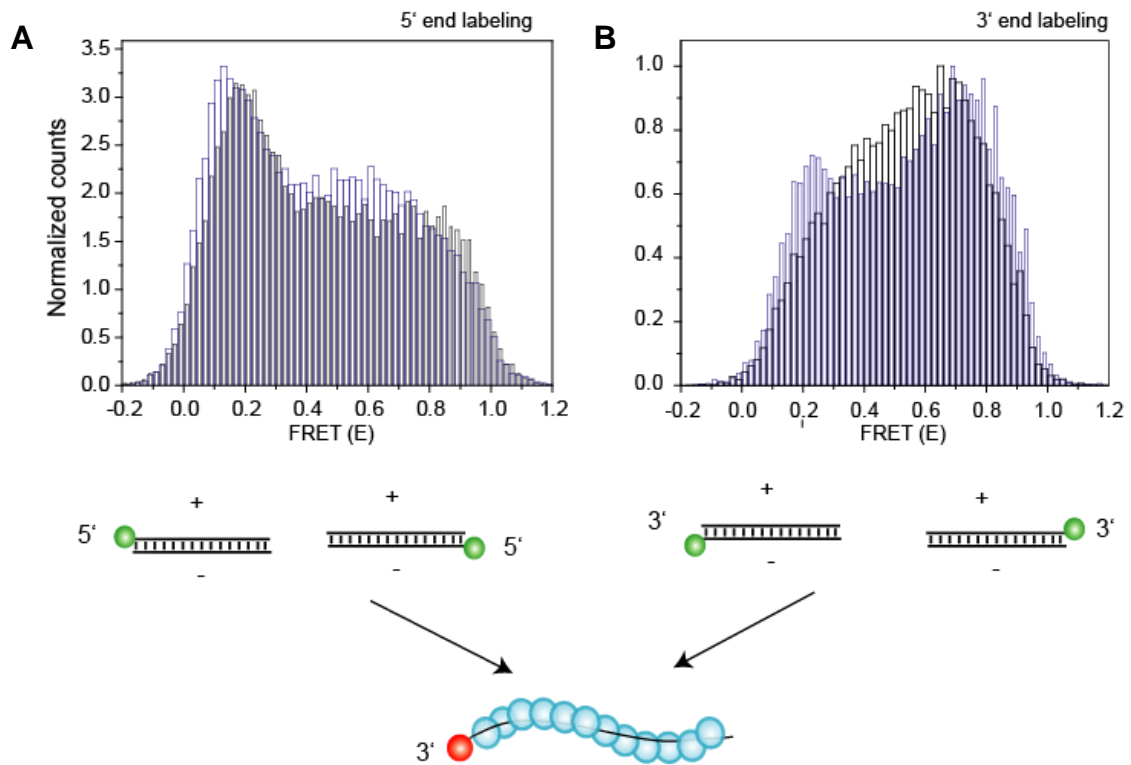 A
5‘ end labeling
Normalized counts
3.5
3.0
2.5
2.0
1.5
1.0
0.5
0.0
-0.2 0.0 0.2 0.4 0.6 0.8 1.0 1.2
FRET (E)
B
3‘ end labeling
1.0
0.8
0.6
0.4
0.2
0.0
-0.2 0.0 0.2 0.4 0.6 0.8 1.0 1.2
FRET (E)
+ +
5‘ 5‘
- -
+ +
3‘ 3‘
- -
3‘